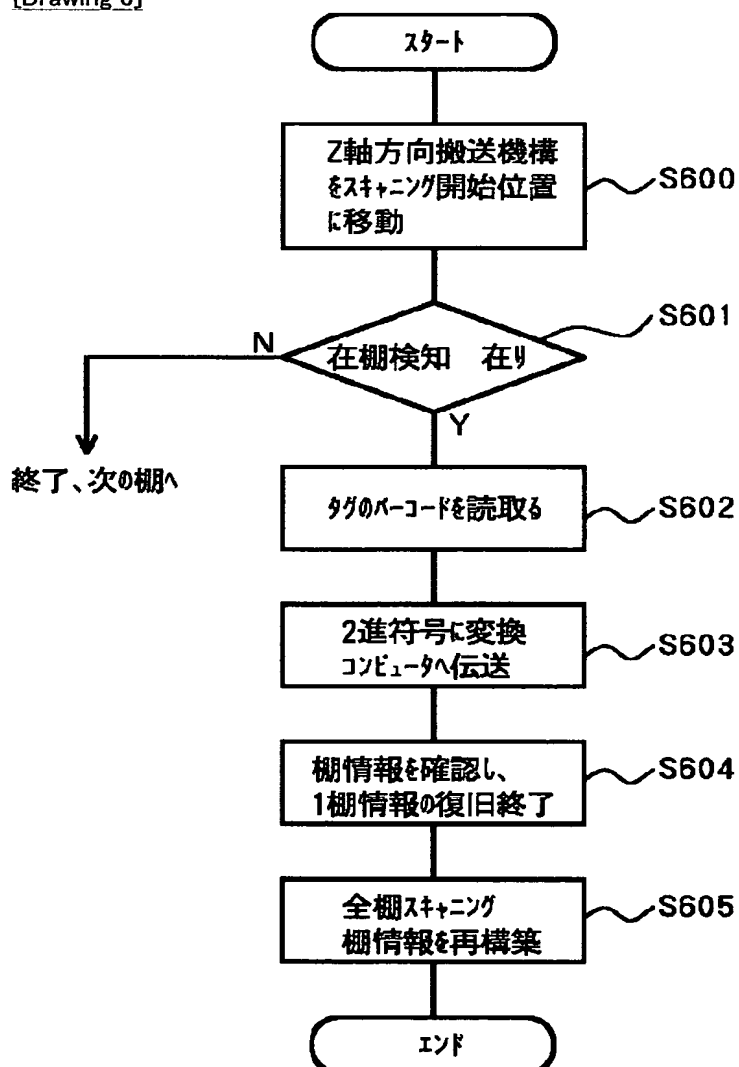 [Drawing 6]
スタート
Z軸方向搬送機構
をスキャニング開始位置
に移動
S600
S601
N
在棚検知 在り
Y
終了、次の棚へ
タグのバーコードを読取る
S602
2進符号に変換
コンピュータへ伝送
S603
棚情報を確認し、
1棚情報の復旧終了
S604
全棚スキャニング
棚情報を再構築
S605
エンド